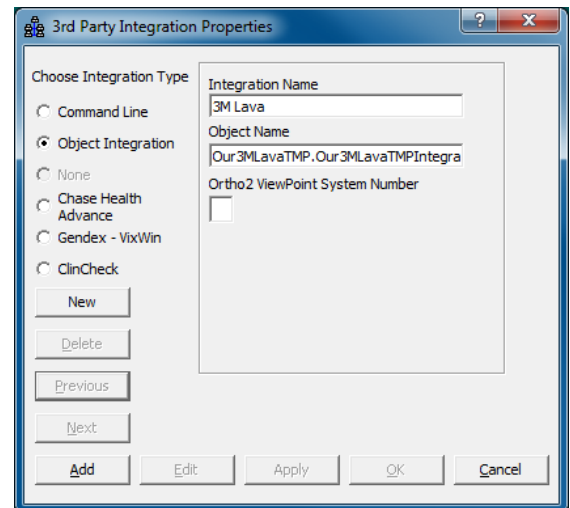 3rd Party Integration Properties
?
X
Choose Integration Type
Command Line
Object Integration
None
Chase Health
Advance
Gendex - VixWin
ClinCheck
New
Delete
Previous
Next
Integration Name
3M Lava
Object Name
Our3MLavaTMP.Our3MLavaTMPIntegra
Ortho2 ViewPoint System Number
Add
Edit
Apply
OK
Cancel